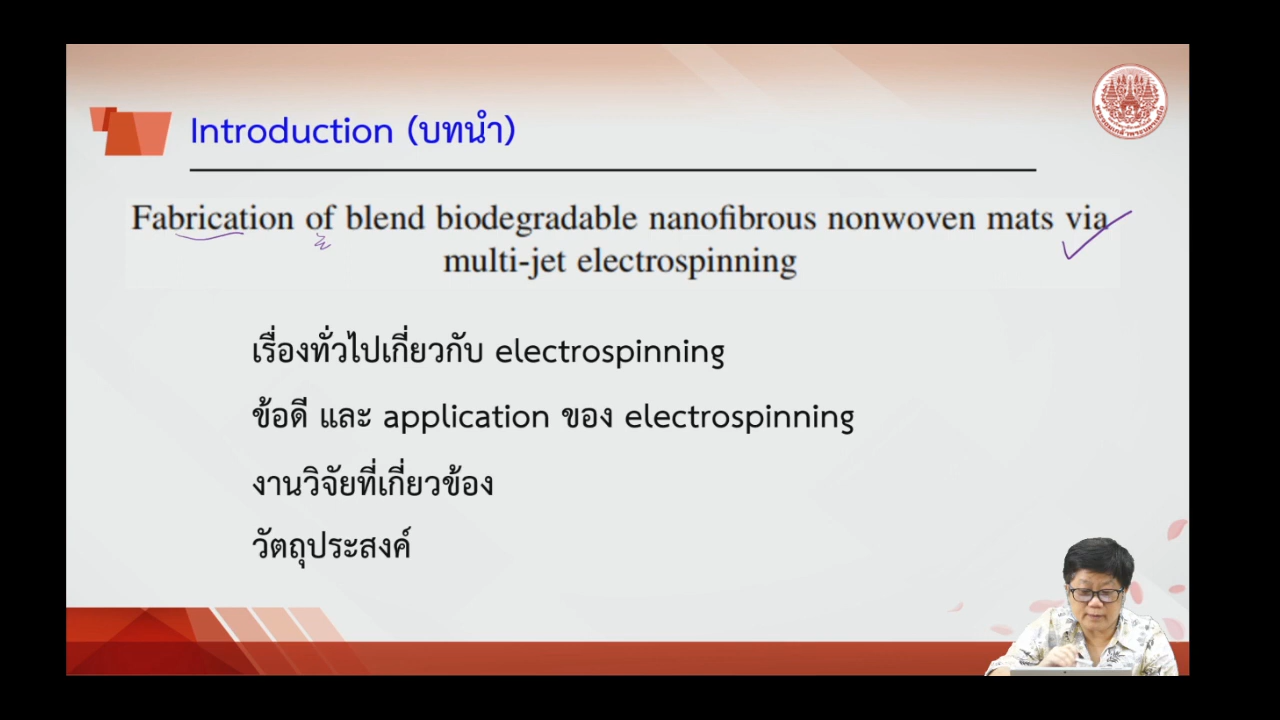 Introduction (บทนำ)
Fabrication of blend biodegradable nanofibrous nonwoven mats via
multi-jet electrospinning
เรื่องทั่วไปเกี่ยวกับ electrospinning
ข้อดี และ application ของ electrospinning
งานวิจัยที่เกี่ยวข้อง
วัตถุประสงค์